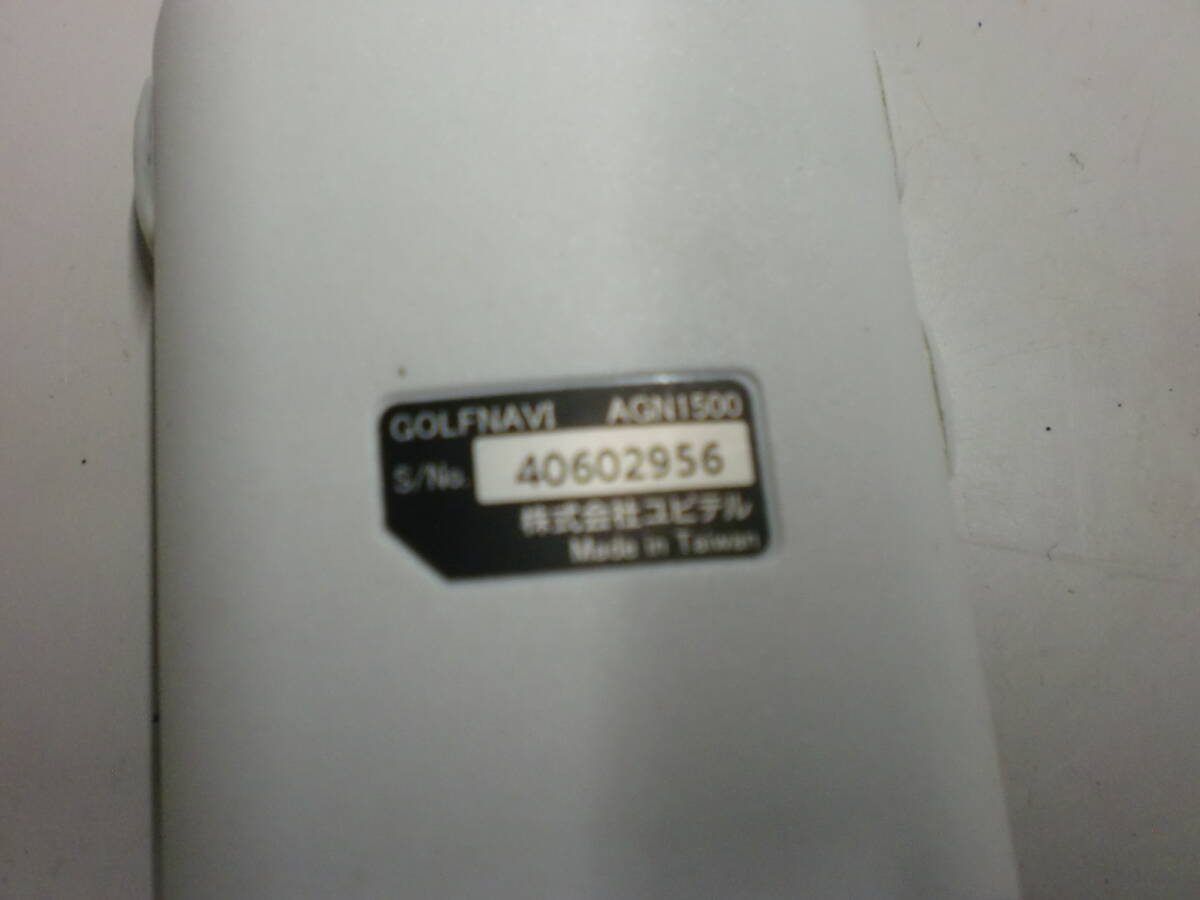 GOLFNAVI AGN1500
S/No. 40602956
株式会社ユピテル
Made in Taiwan